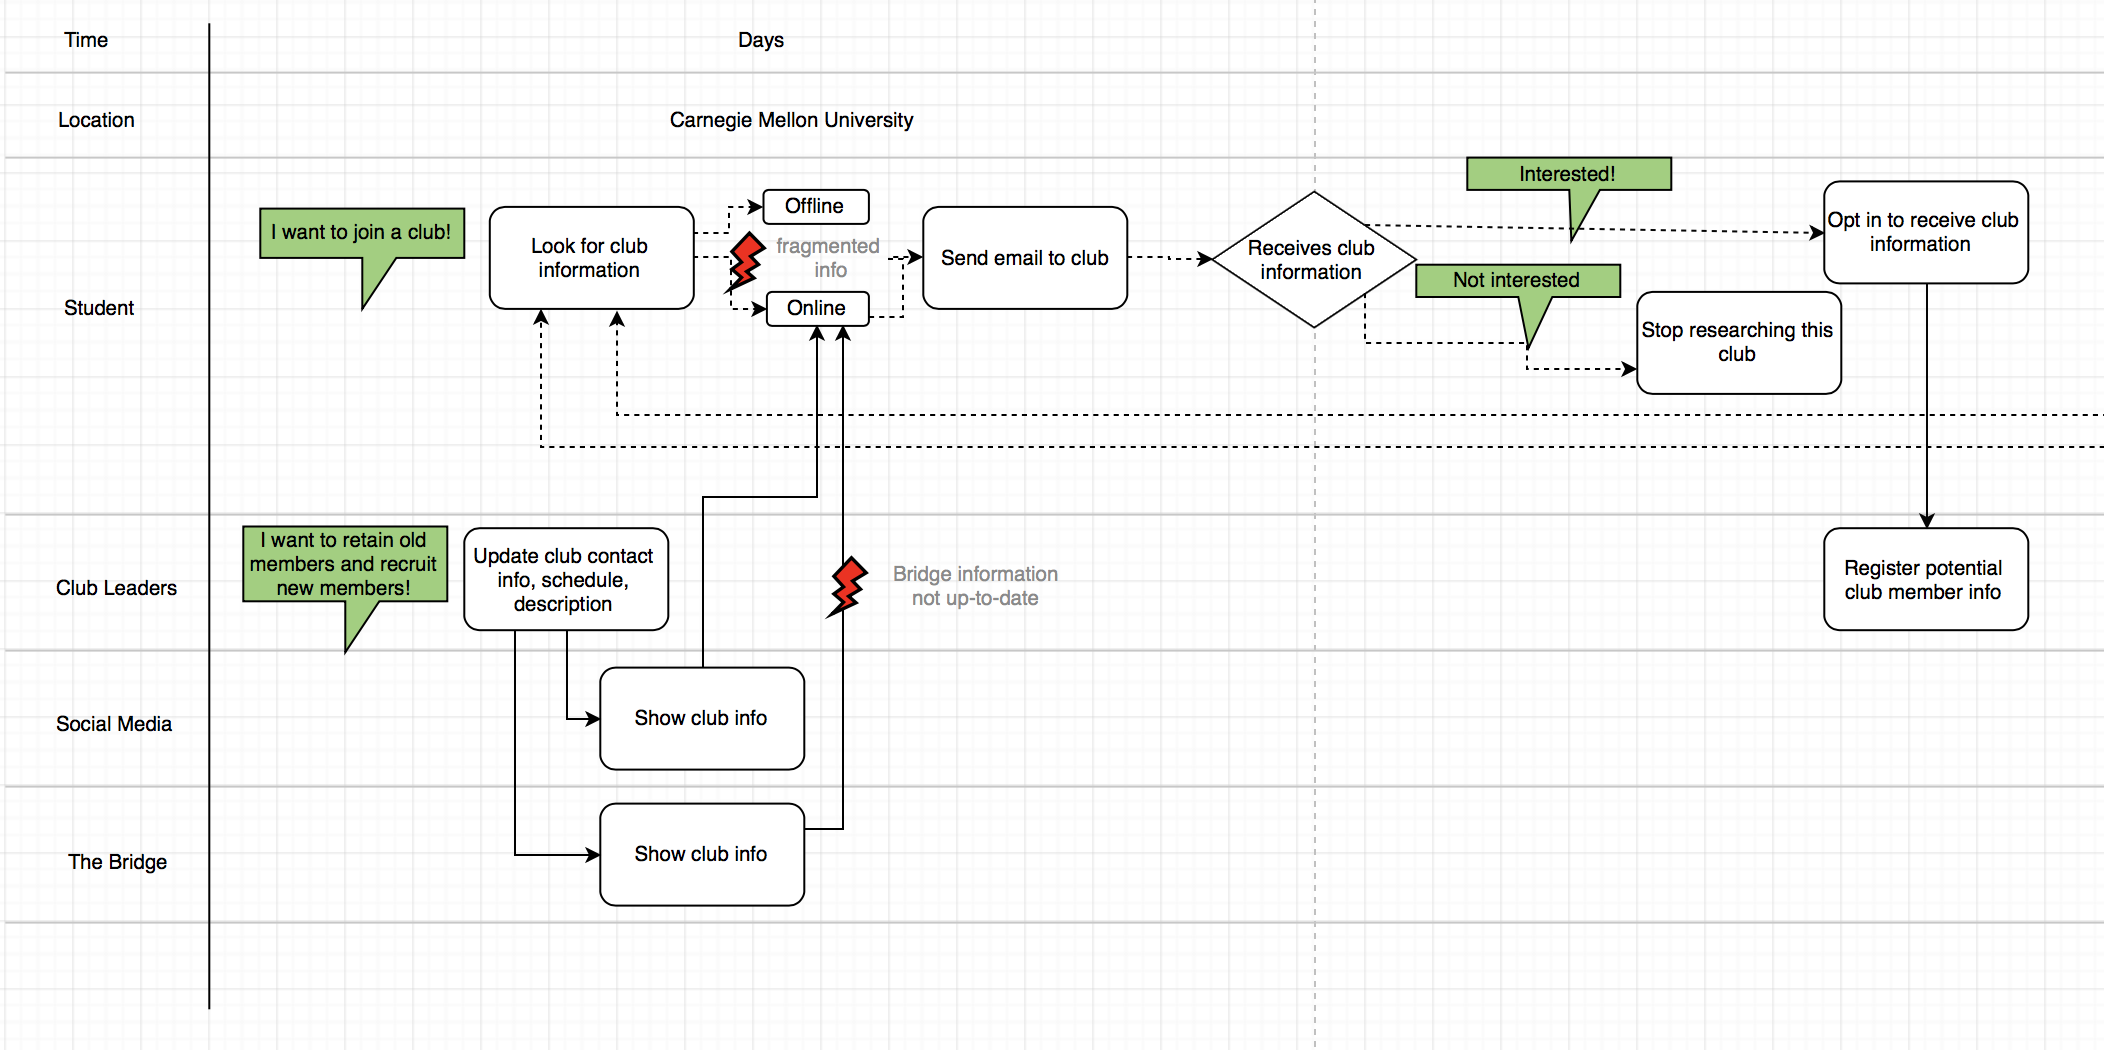 Time
Days
Location
Carnegie Mellon University
Student
I want to join a club!
Look for club
information
Offline
fragmented
info
Online
Send email to club
Receives club
information
Interested!
Not interested
Opt in to receive club
information
Stop researching this
club
Club Leaders
I want to retain old
members and recruit
new members!
Update club contact
info, schedule,
description
Bridge information
not up-to-date
Register potential
club member info
Social Media
Show club info
The Bridge
Show club info